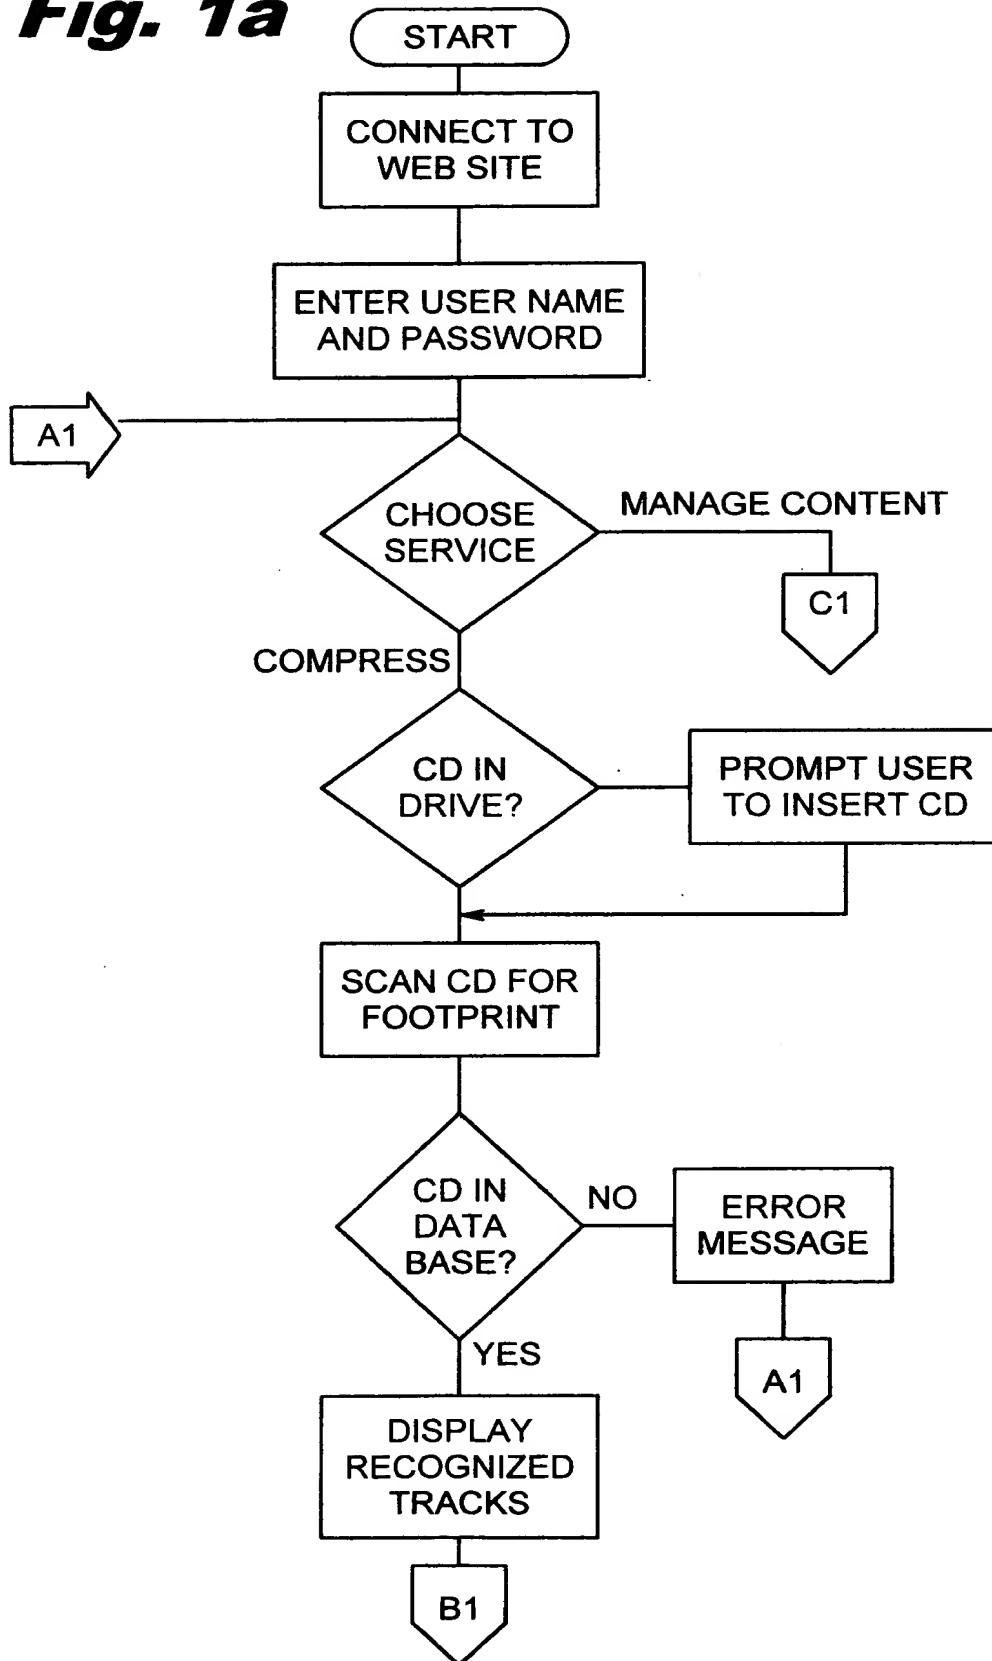 Fig. 1a
START
CONNECT TO
WEB SITE
ENTER USER NAME
AND PASSWORD
A1
CHOOSE
SERVICE
MANAGE CONTENT
C1
COMPRESS
CD IN
DRIVE?
PROMPT USER
TO INSERT CD
SCAN CD FOR
FOOTPRINT
CD IN
DATA
BASE?
NO
ERROR
MESSAGE
YES
A1
DISPLAY
RECOGNIZED
TRACKS
B1